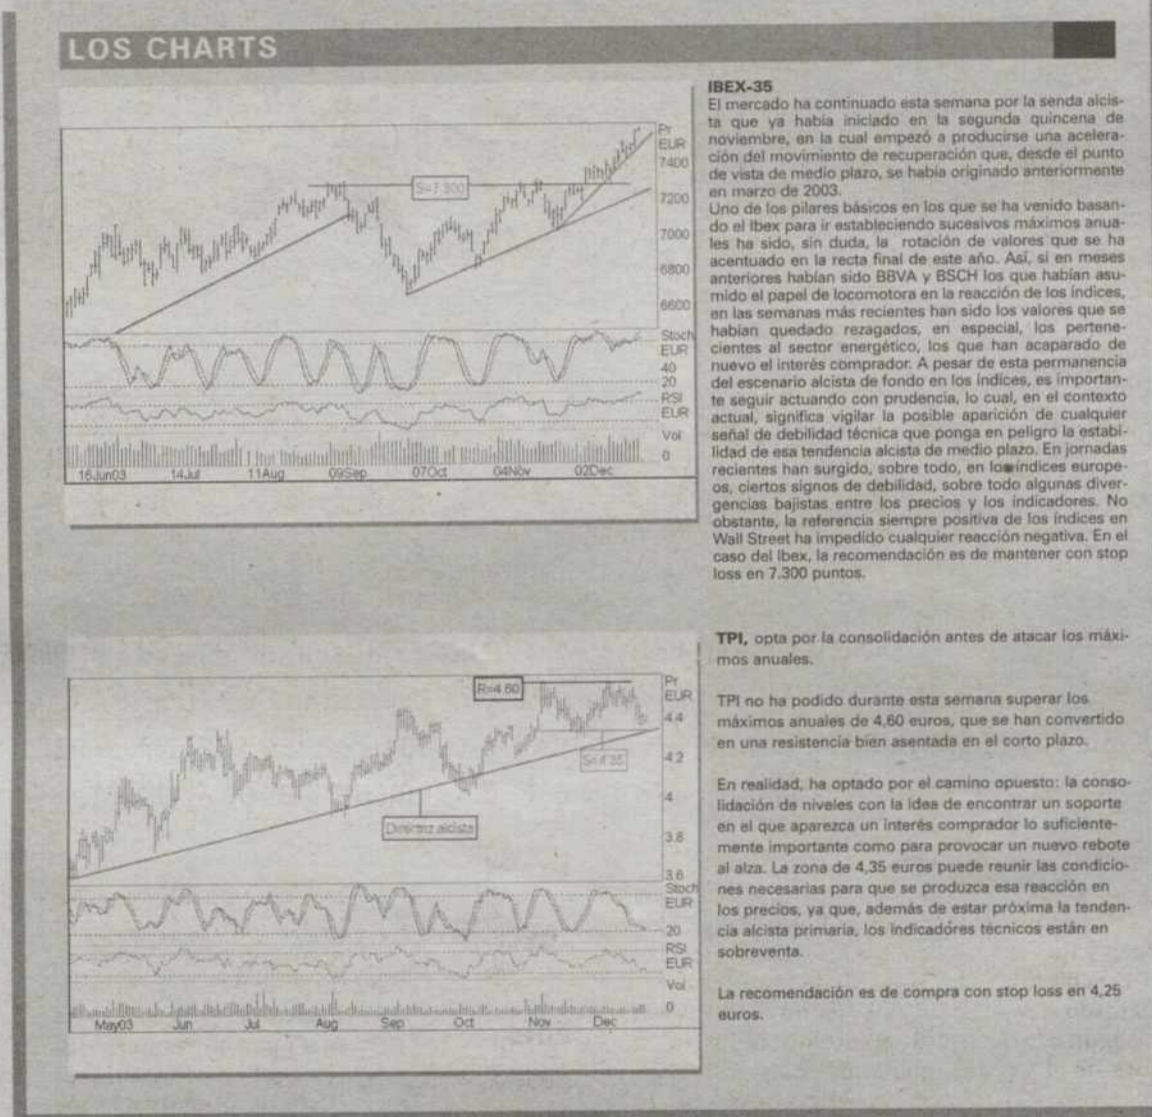 LOS CHARTS
IBEX-35
El mercado ha continuado esta semana por la senda alcis-
ta que ya había iniciado en la segunda quincena de
noviembre, en la cual empezó a producirse una acelera-
ción del movimiento de recuperación que, desde el punto
de vista de medio plazo, se había originado anteriormente
en marzo de 2003.
Uno de los pilares básicos en los que se ha venido basan-
do el Ibex para ir estableciendo sucesivos máximos anua-
les ha sido, sin duda, la rotación de valores que se ha
acentuado en la recta final de este año. Así, si en meses
anteriores habían sido BBVA y BSCH los que habían asu-
mido el papel de locomotora en la reacción de los índices,
en las semanas más recientes han sido los valores que se
habían quedado rezagados, en especial, los pertene-
cientes al sector energético, los que han acaparado de
nuevo el interés comprador. A pesar de esta permanencia
del escenario alcista de fondo en los índices, es importan-
te seguir actuando con prudencia, lo cual, en el contexto
actual, significa vigilar la posible aparición de cualquier
señal de debilidad técnica que ponga en peligro la estabi-
lidad de esa tendencia alcista de medio plazo. En jornadas
recientes han surgido, sobre todo, en los índices europe-
os, ciertos signos de debilidad, sobre todo algunas diver-
gencias bajistas entre los precios y los indicadores. No
obstante, la referencia siempre positiva de los índices en
Wall Street ha impedido cualquier reacción negativa. En el
caso del Ibex, la recomendación es de mantener con stop
loss en 7.300 puntos.
Pr
EUR
7400
S=7.300
7200
7000
6800
6600
Stoch
EUR
40
20
RSI
EUR
Vol
0
16Jun03 14Jul 11Aug 09Sep 07Oct 04Nov 02Dec
TPI, opta por la consolidación antes de atacar los máxi-
mos anuales.
TPI no ha podido durante esta semana superar los
máximos anuales de 4,60 euros, que se han convertido
en una resistencia bien asentada en el corto plazo.
En realidad, ha optado por el camino opuesto: la conso-
lidación de niveles con la idea de encontrar un soporte
en el que aparezca un interés comprador lo suficiente-
mente importante como para provocar un nuevo rebote
al alza. La zona de 4,35 euros puede reunir las condicio-
nes necesarias para que se produzca esa reacción en
los precios, ya que, además de estar próxima la tenden-
cia alcista primaria, los indicadores técnicos están en
sobreventa.
La recomendación es de compra con stop loss en 4,25
euros.
Pr
R=4.60
EUR
4.4
4.2
S=4.35
4
Directriz alcista
3.8
3.6
Stoch
EUR
20
RSI
EUR
Vol
0
May03 Jun Jul Aug Sep Oct Nov Dec